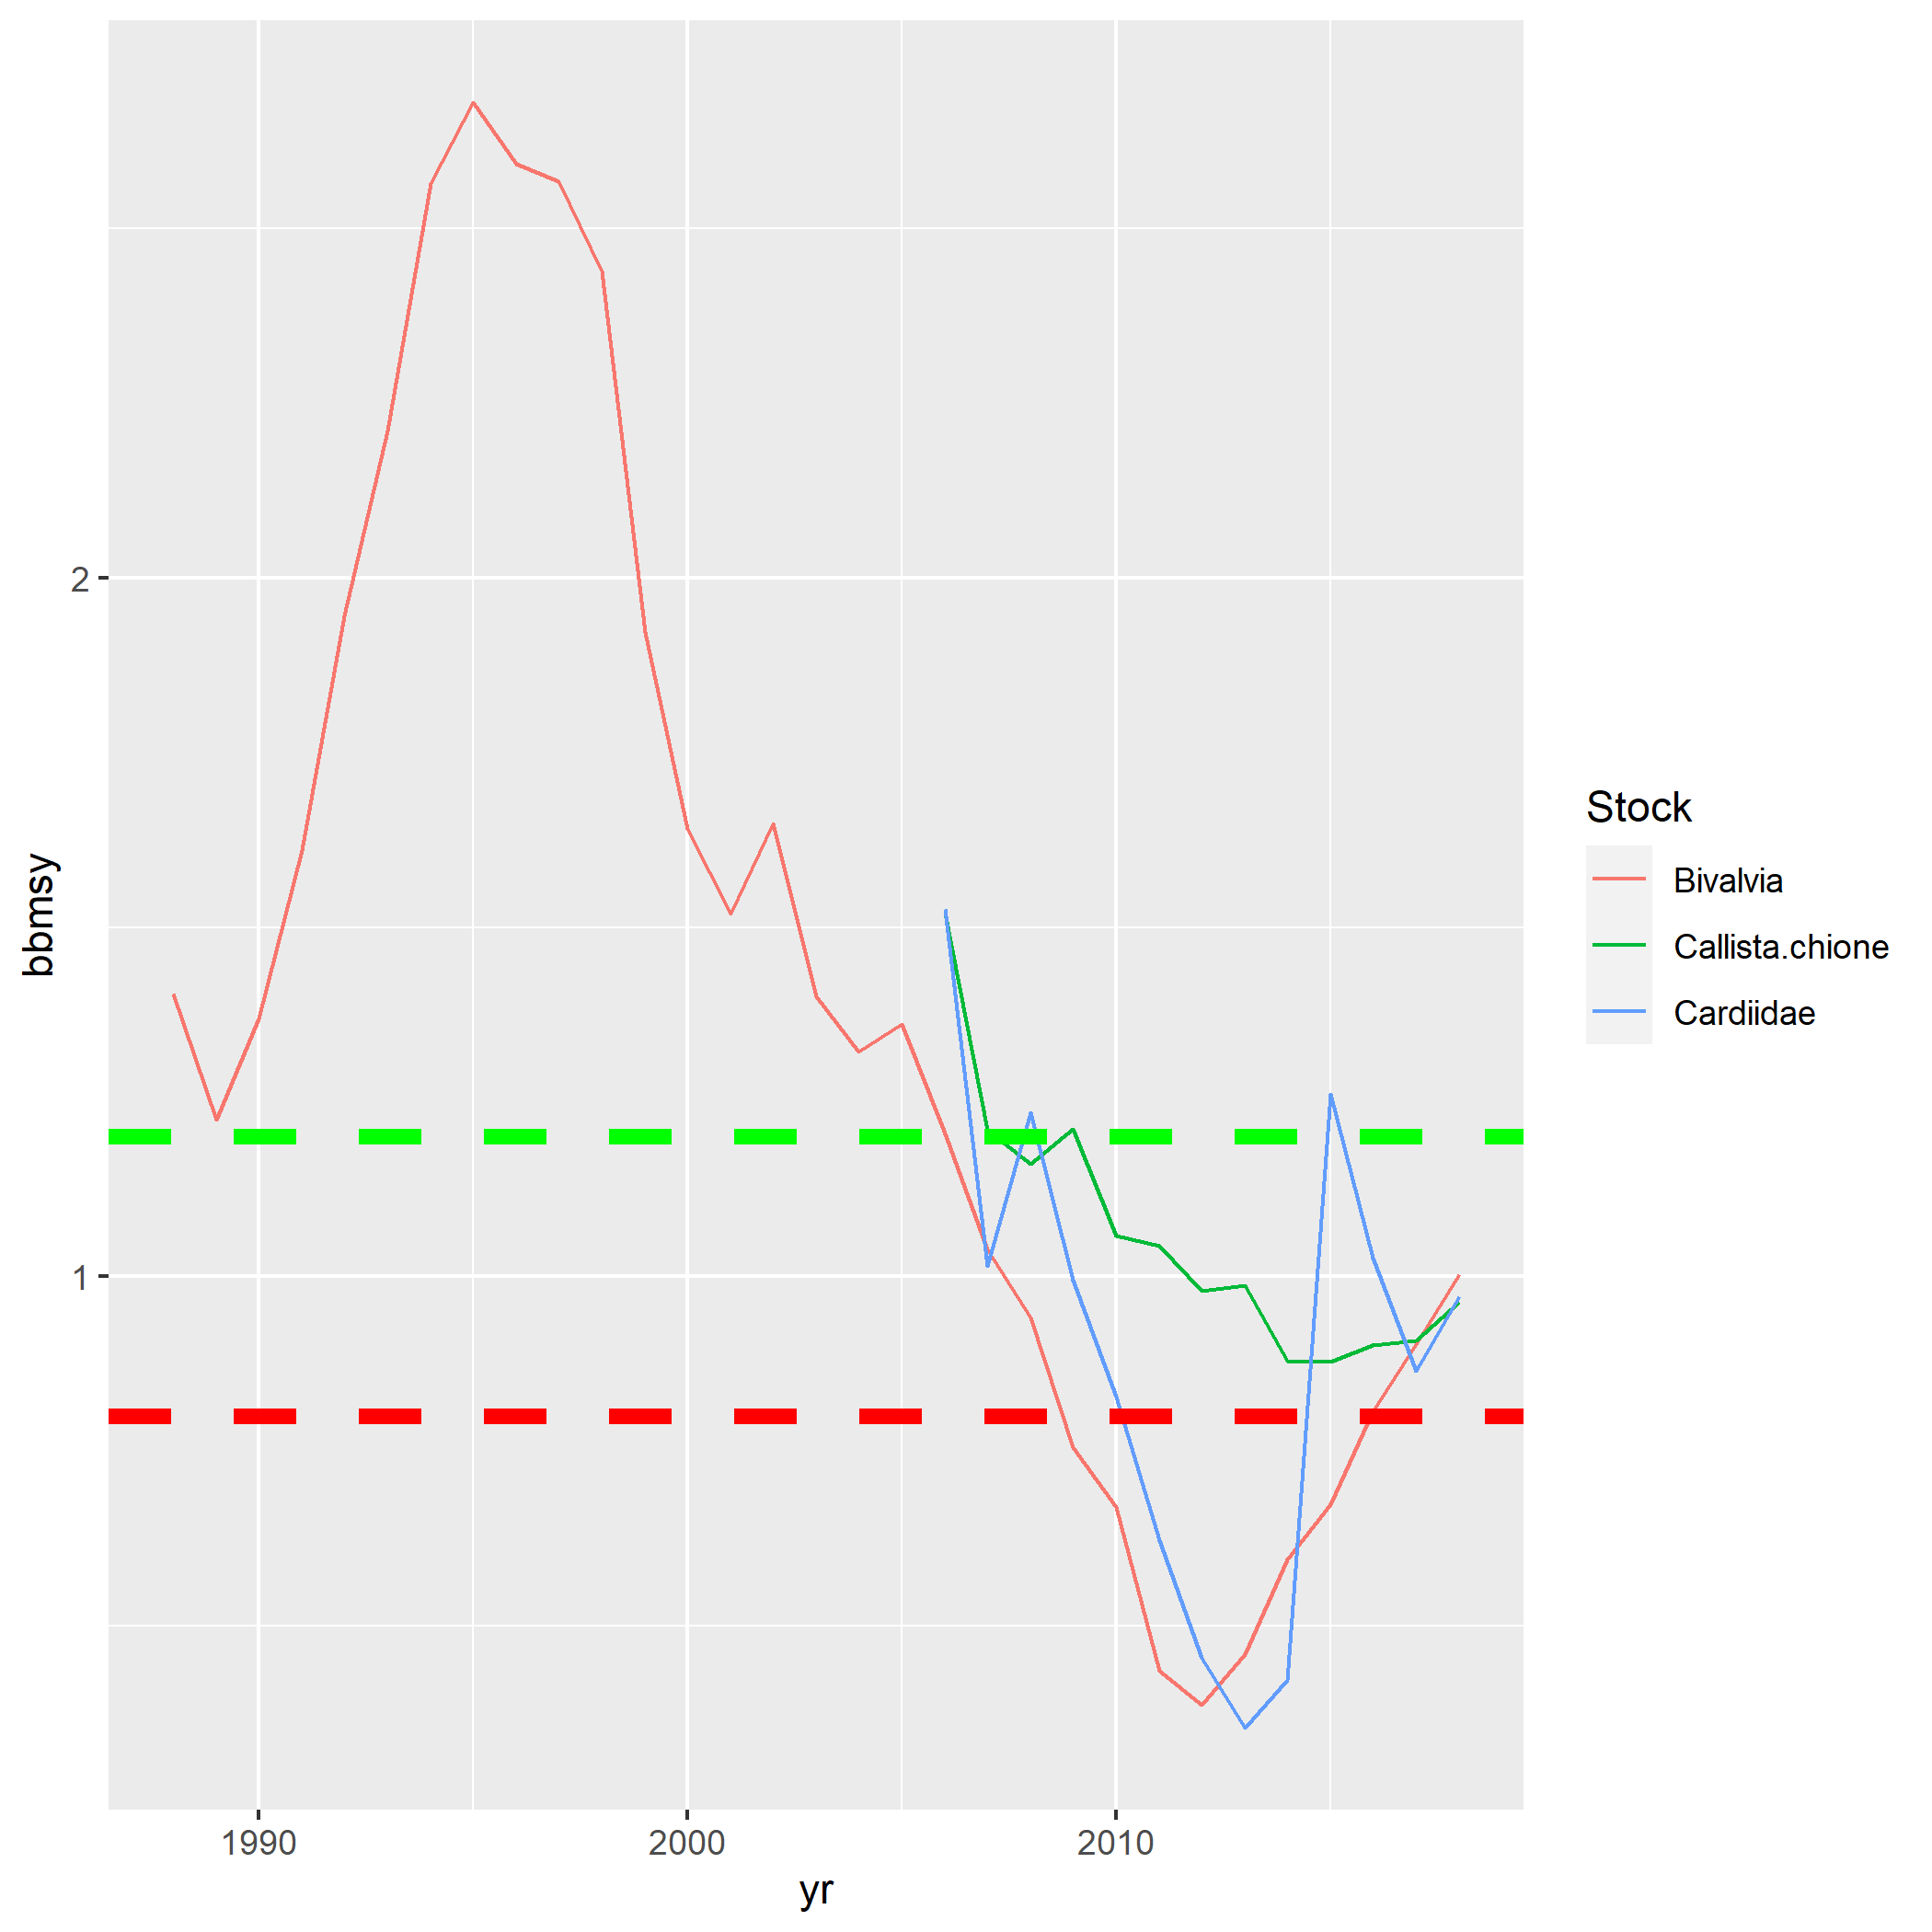 bbmsy
2
1
1990
2000
2010
yr
Stock
Bivalvia
Callista.chione
Cardiidae